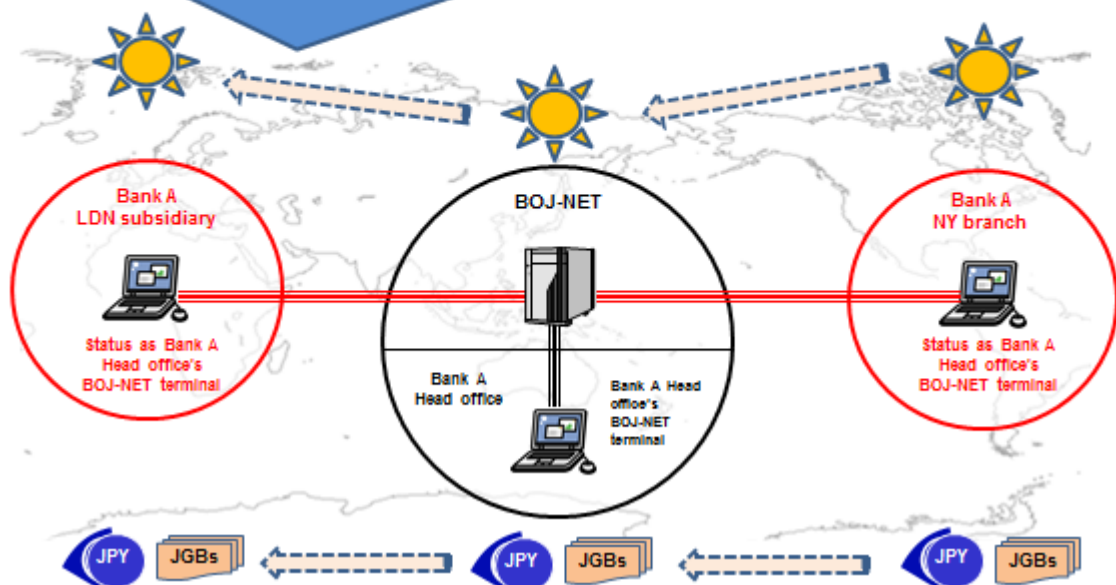 Bank A
LDN subsidiary
Status as Bank A
Head office's
BOJ-NET terminal
BOJ-NET
Bank A
Head office
Bank A Head
office's
BOJ-NET
terminal
Bank A
NY branch
Status as Bank A
Head office's
BOJ-NET terminal
JPY JGBs JPY JGBs JPY JGBs